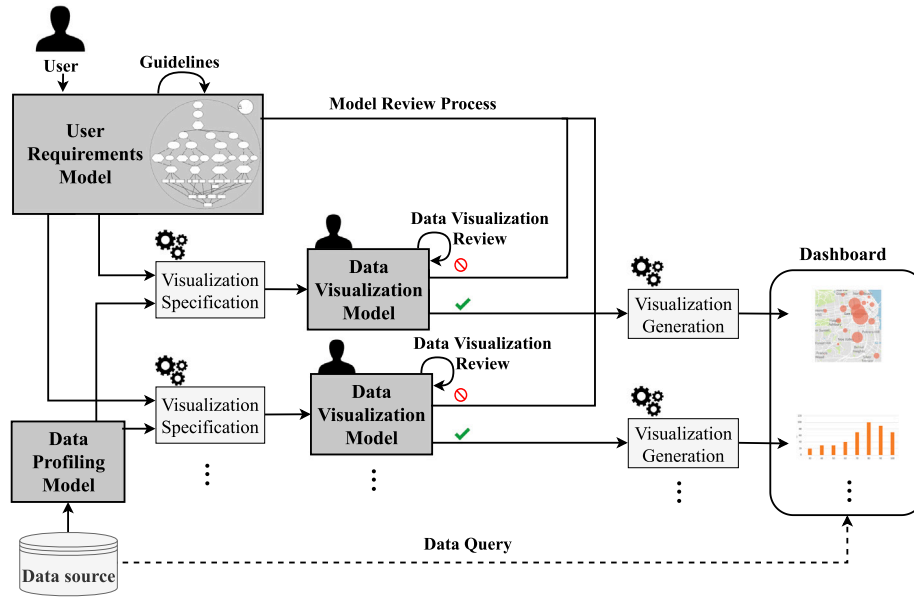 User
Guidelines
User
Requirements
Model
Model Review Process
Visualization
Specification
Data
Visualization
Model
Data Visualization
Review
Visualization
Generation
Dashboard
Visualization
Specification
Data
Visualization
Model
Data Visualization
Review
Visualization
Generation
Data
Profiling
Model
Data source
Data Query